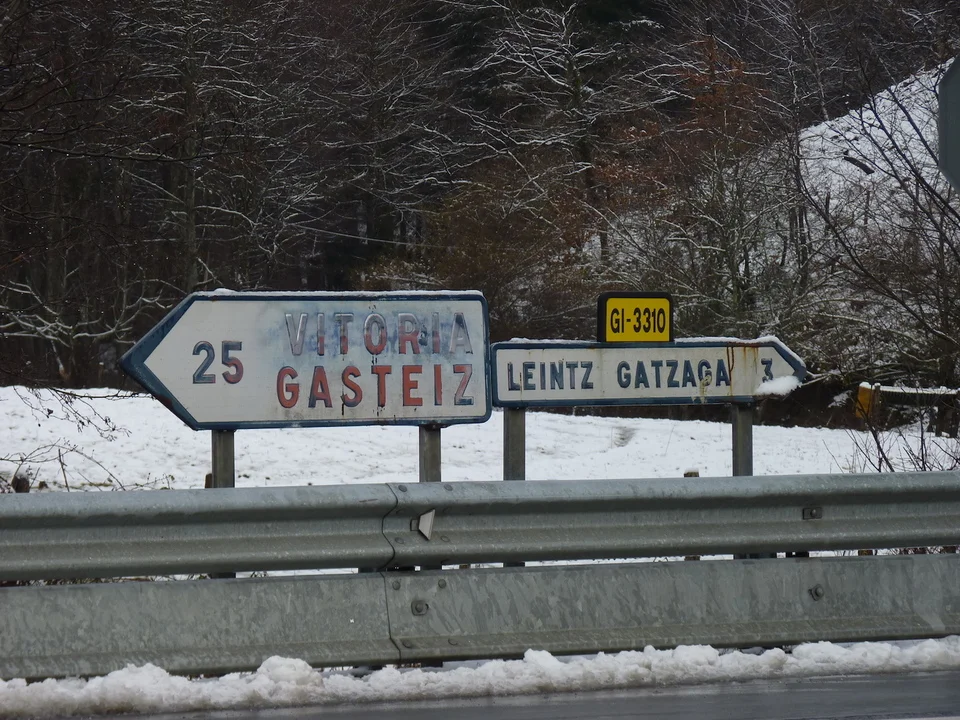 25 VITORIA
GASTEIZ
GI-3310
LEINTZ GATZAGA 3